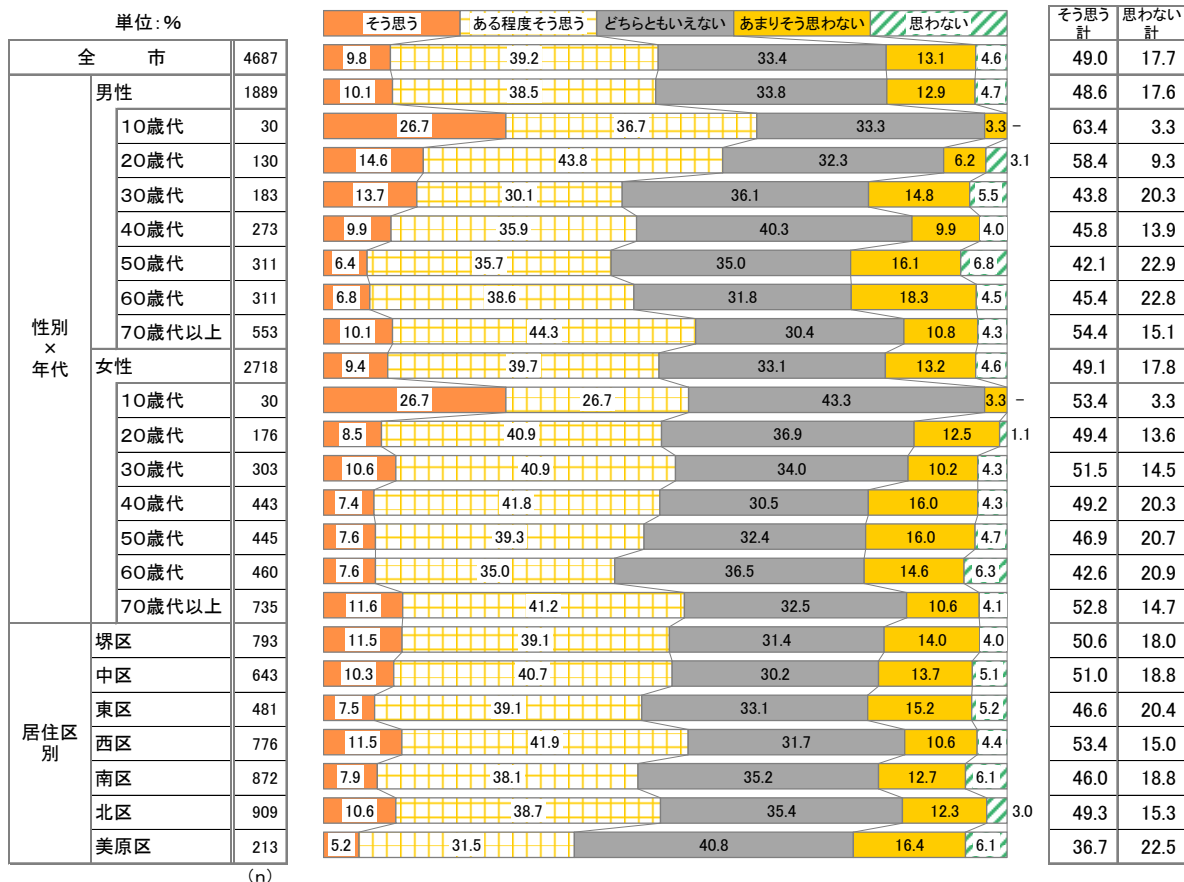 単位：％ そう思う ある程度そう思う どちらともいえない あまりそう思わない 思わない そう思う計 思わない計
全 市 4687 9.8 39.2 33.4 13.1 4.6 49.0 17.7
性別×年代
男性 1889 10.1 38.5 33.8 12.9 4.7 48.6 17.6
10歳代 30 26.7 36.7 33.3 3.3 － 63.4 3.3
20歳代 130 14.6 43.8 32.3 6.2 3.1 58.4 9.3
30歳代 183 13.7 30.1 36.1 14.8 5.5 43.8 20.3
40歳代 273 9.9 35.9 40.3 9.9 4.0 45.8 13.9
50歳代 311 6.4 35.7 35.0 16.1 6.8 42.1 22.9
60歳代 311 6.8 38.6 31.8 18.3 4.5 45.4 22.8
70歳代以上 553 10.1 44.3 30.4 10.8 4.3 54.4 15.1
女性 2718 9.4 39.7 33.1 13.2 4.6 49.1 17.8
10歳代 30 26.7 26.7 43.3 3.3 － 53.4 3.3
20歳代 176 8.5 40.9 36.9 12.5 1.1 49.4 13.6
30歳代 303 10.6 40.9 34.0 10.2 4.3 51.5 14.5
40歳代 443 7.4 41.8 30.5 16.0 4.3 49.2 20.3
50歳代 445 7.6 39.3 32.4 16.0 4.7 46.9 20.7
60歳代 460 7.6 35.0 36.5 14.6 6.3 42.6 20.9
70歳代以上 735 11.6 41.2 32.5 10.6 4.1 52.8 14.7
居住区別
堺区 793 11.5 39.1 31.4 14.0 4.0 50.6 18.0
中区 643 10.3 40.7 30.2 13.7 5.1 51.0 18.8
東区 481 7.5 39.1 33.1 15.2 5.2 46.6 20.4
西区 776 11.5 41.9 31.7 10.6 4.4 53.4 15.0
南区 872 7.9 38.1 35.2 12.7 6.1 46.0 18.8
北区 909 10.6 38.7 35.4 12.3 3.0 49.3 15.3
美原区 213 5.2 31.5 40.8 16.4 6.1 36.7 22.5
(n)